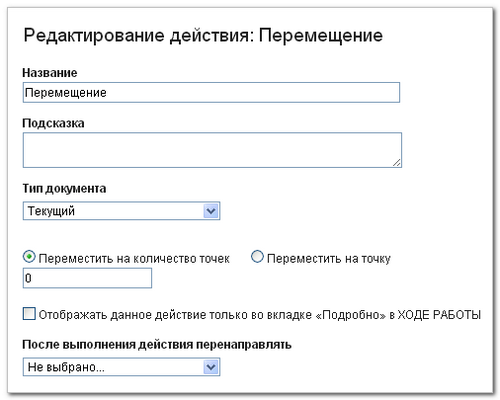 Редактирование действия: Перемещение
Название
Перемещение
Подсказка
Тип документа
Текущий
Переместить на количество точек Переместить на точку
0
Отображать данное действие только во вкладке «Подробно» в ХОДЕ РАБОТЫ
После выполнения действия перенаправлять
Не выбрано...